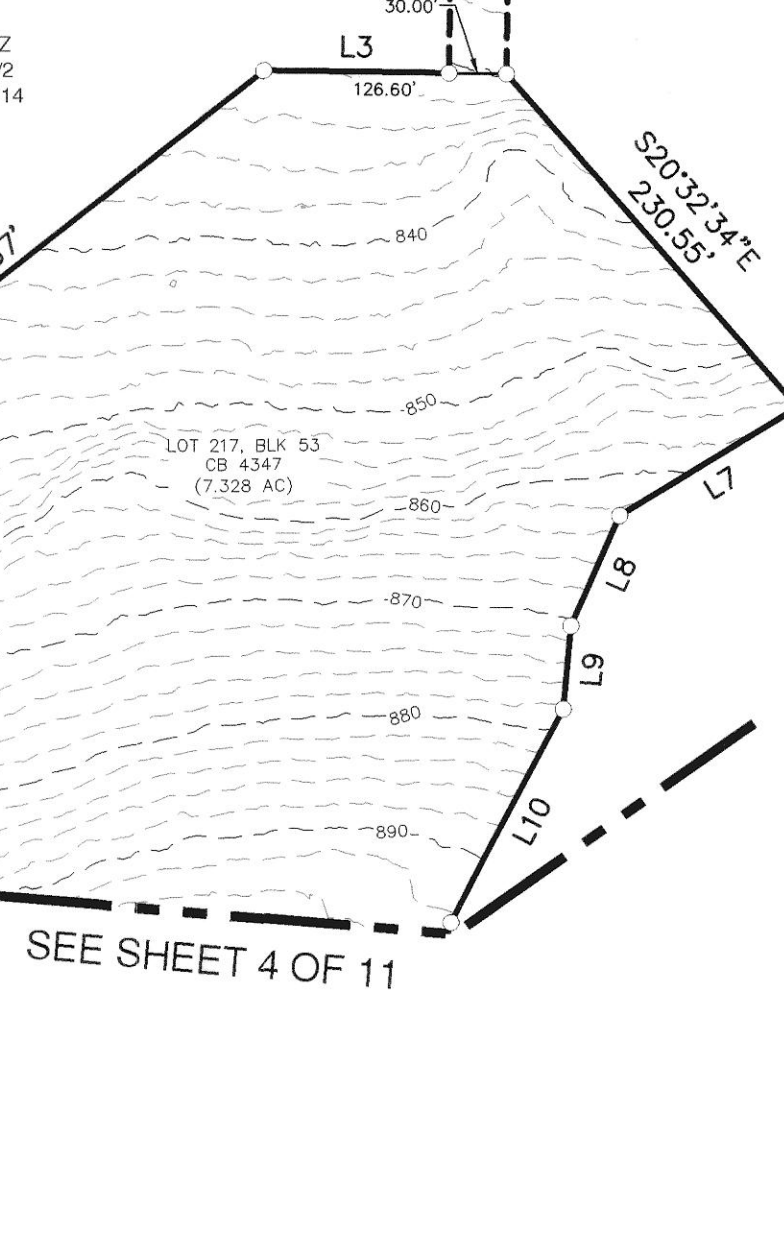 30.00'
Z
/2
14
L3
126.60'
S20°32'34"E
230.55'
57'
840
850
LOT 217, BLK 53
CB 4347
(7.328 AC)
860
L7
L8
870
L9
880
L10
890
SEE SHEET 4 OF 11